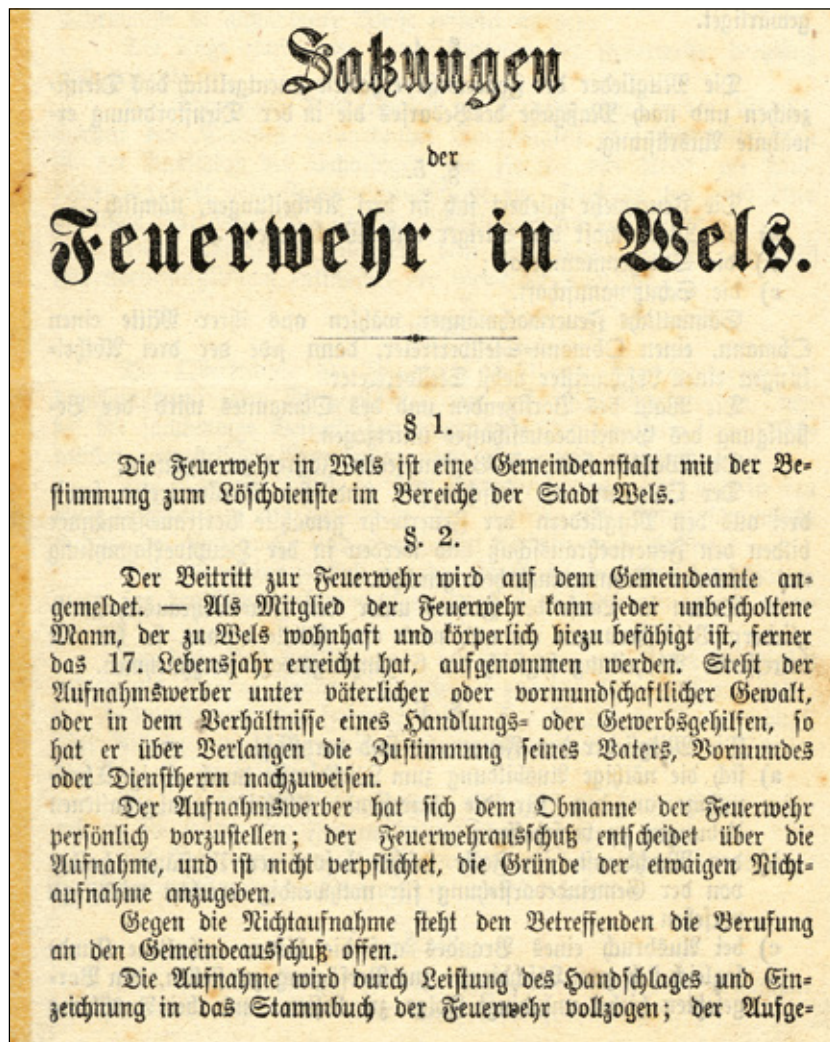 Satzungen
der
Feuerwehr in Wels.
§ 1.
Die Feuerwehr in Wels ist eine Gemeindeanstalt mit der Be-
stimmung zum Löschdienste im Bereiche der Stadt Wels.
§. 2.
Der Beitritt zur Feuerwehr wird auf dem Gemeindeamte an-
gemeldet. — Als Mitglied der Feuerwehr kann jeder unbescholtene
Mann, der zu Wels wohnhaft und körperlich hiezu befähigt ist, ferner
das 17. Lebensjahr erreicht hat, aufgenommen werden. Steht der
Aufnahmswerber unter väterlicher oder vormundschaftlicher Gewalt,
oder in dem Verhältnisse eines Handlungs- oder Gewerbsgehilfen, so
hat er über Verlangen die Zustimmung seines Vaters, Vormundes
oder Dienstherrn nachzuweisen.
Der Aufnahmswerber hat sich dem Obmanne der Feuerwehr
persönlich vorzustellen; der Feuerwehrausschuß entscheidet über die
Aufnahme, und ist nicht verpflichtet, die Gründe der etwaigen Nicht-
aufnahme anzugeben.
Gegen die Nichtaufnahme steht den Betreffenden die Berufung
an den Gemeindeausschuß offen.
Die Aufnahme wird durch Leistung des Handschlages und Ein-
zeichnung in das Stammbuch der Feuerwehr vollzogen; der Aufge-